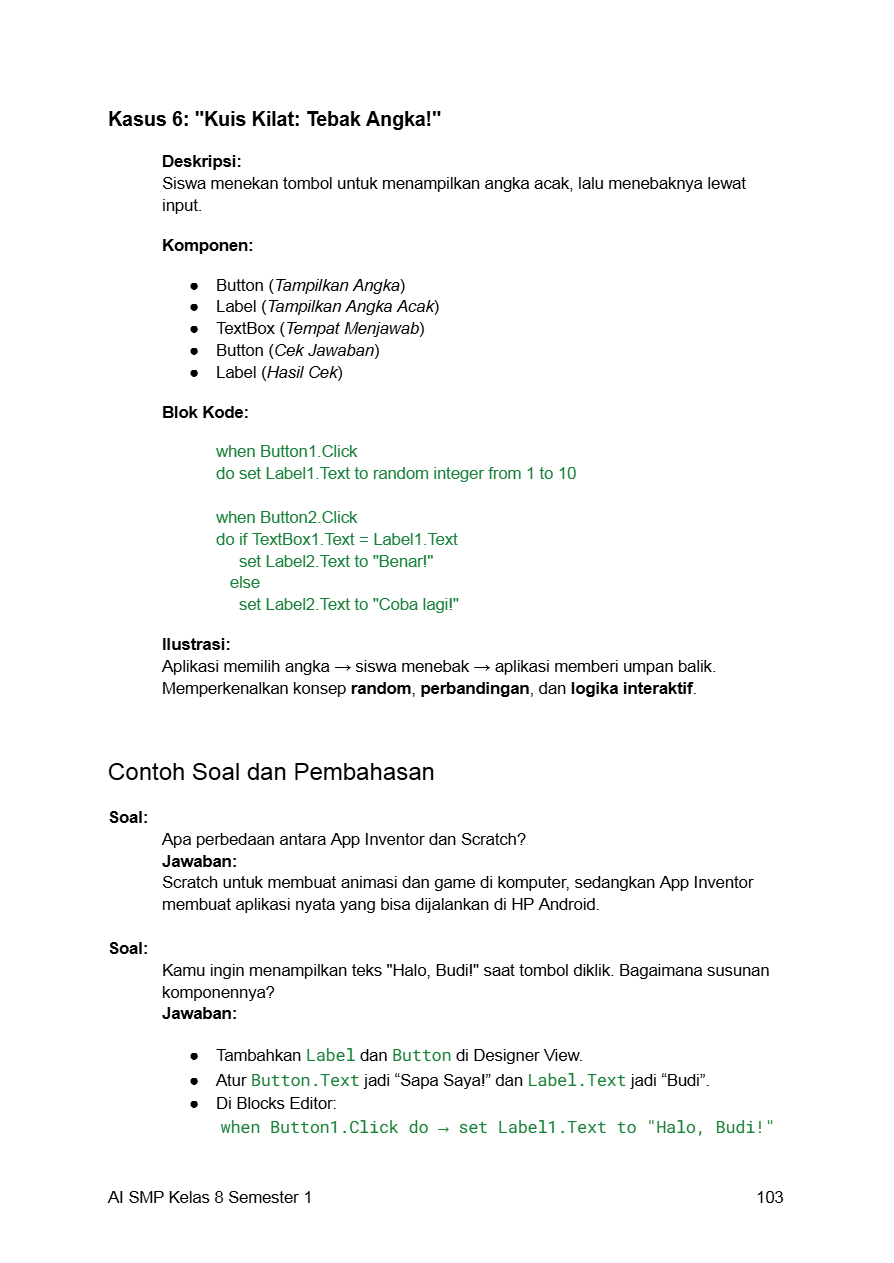 Kasus 6: "Kuis Kilat: Tebak Angka!"
Deskripsi:
Siswa menekan tombol untuk menampilkan angka acak, lalu menebaknya lewat
input.
Komponen:
● Button (Tampilkan Angka)
● Label (Tampilkan Angka Acak)
● TextBox (Tempat Menjawab)
● Button (Cek Jawaban)
● Label (Hasil Cek)
Blok Kode:
when Button1.Click
do set Label1.Text to random integer from 1 to 10
when Button2.Click
do if TextBox1.Text = Label1.Text
set Label2.Text to "Benar!"
else
set Label2.Text to "Coba lagi!"
Ilustrasi:
Aplikasi memilih angka → siswa menebak → aplikasi memberi umpan balik.
Memperkenalkan konsep random, perbandingan, dan logika interaktif.
Contoh Soal dan Pembahasan
Soal:
Apa perbedaan antara App Inventor dan Scratch?
Jawaban:
Scratch untuk membuat animasi dan game di komputer, sedangkan App Inventor
membuat aplikasi nyata yang bisa dijalankan di HP Android.
Soal:
Kamu ingin menampilkan teks "Halo, Budi!" saat tombol diklik. Bagaimana susunan
komponennya?
Jawaban:
● Tambahkan Label dan Button di Designer View.
● Atur Button.Text jadi “Sapa Saya!” dan Label.Text jadi “Budi”.
● Di Blocks Editor:
when Button1.Click do → set Label1.Text to "Halo, Budi!"
AI SMP Kelas 8 Semester 1 103